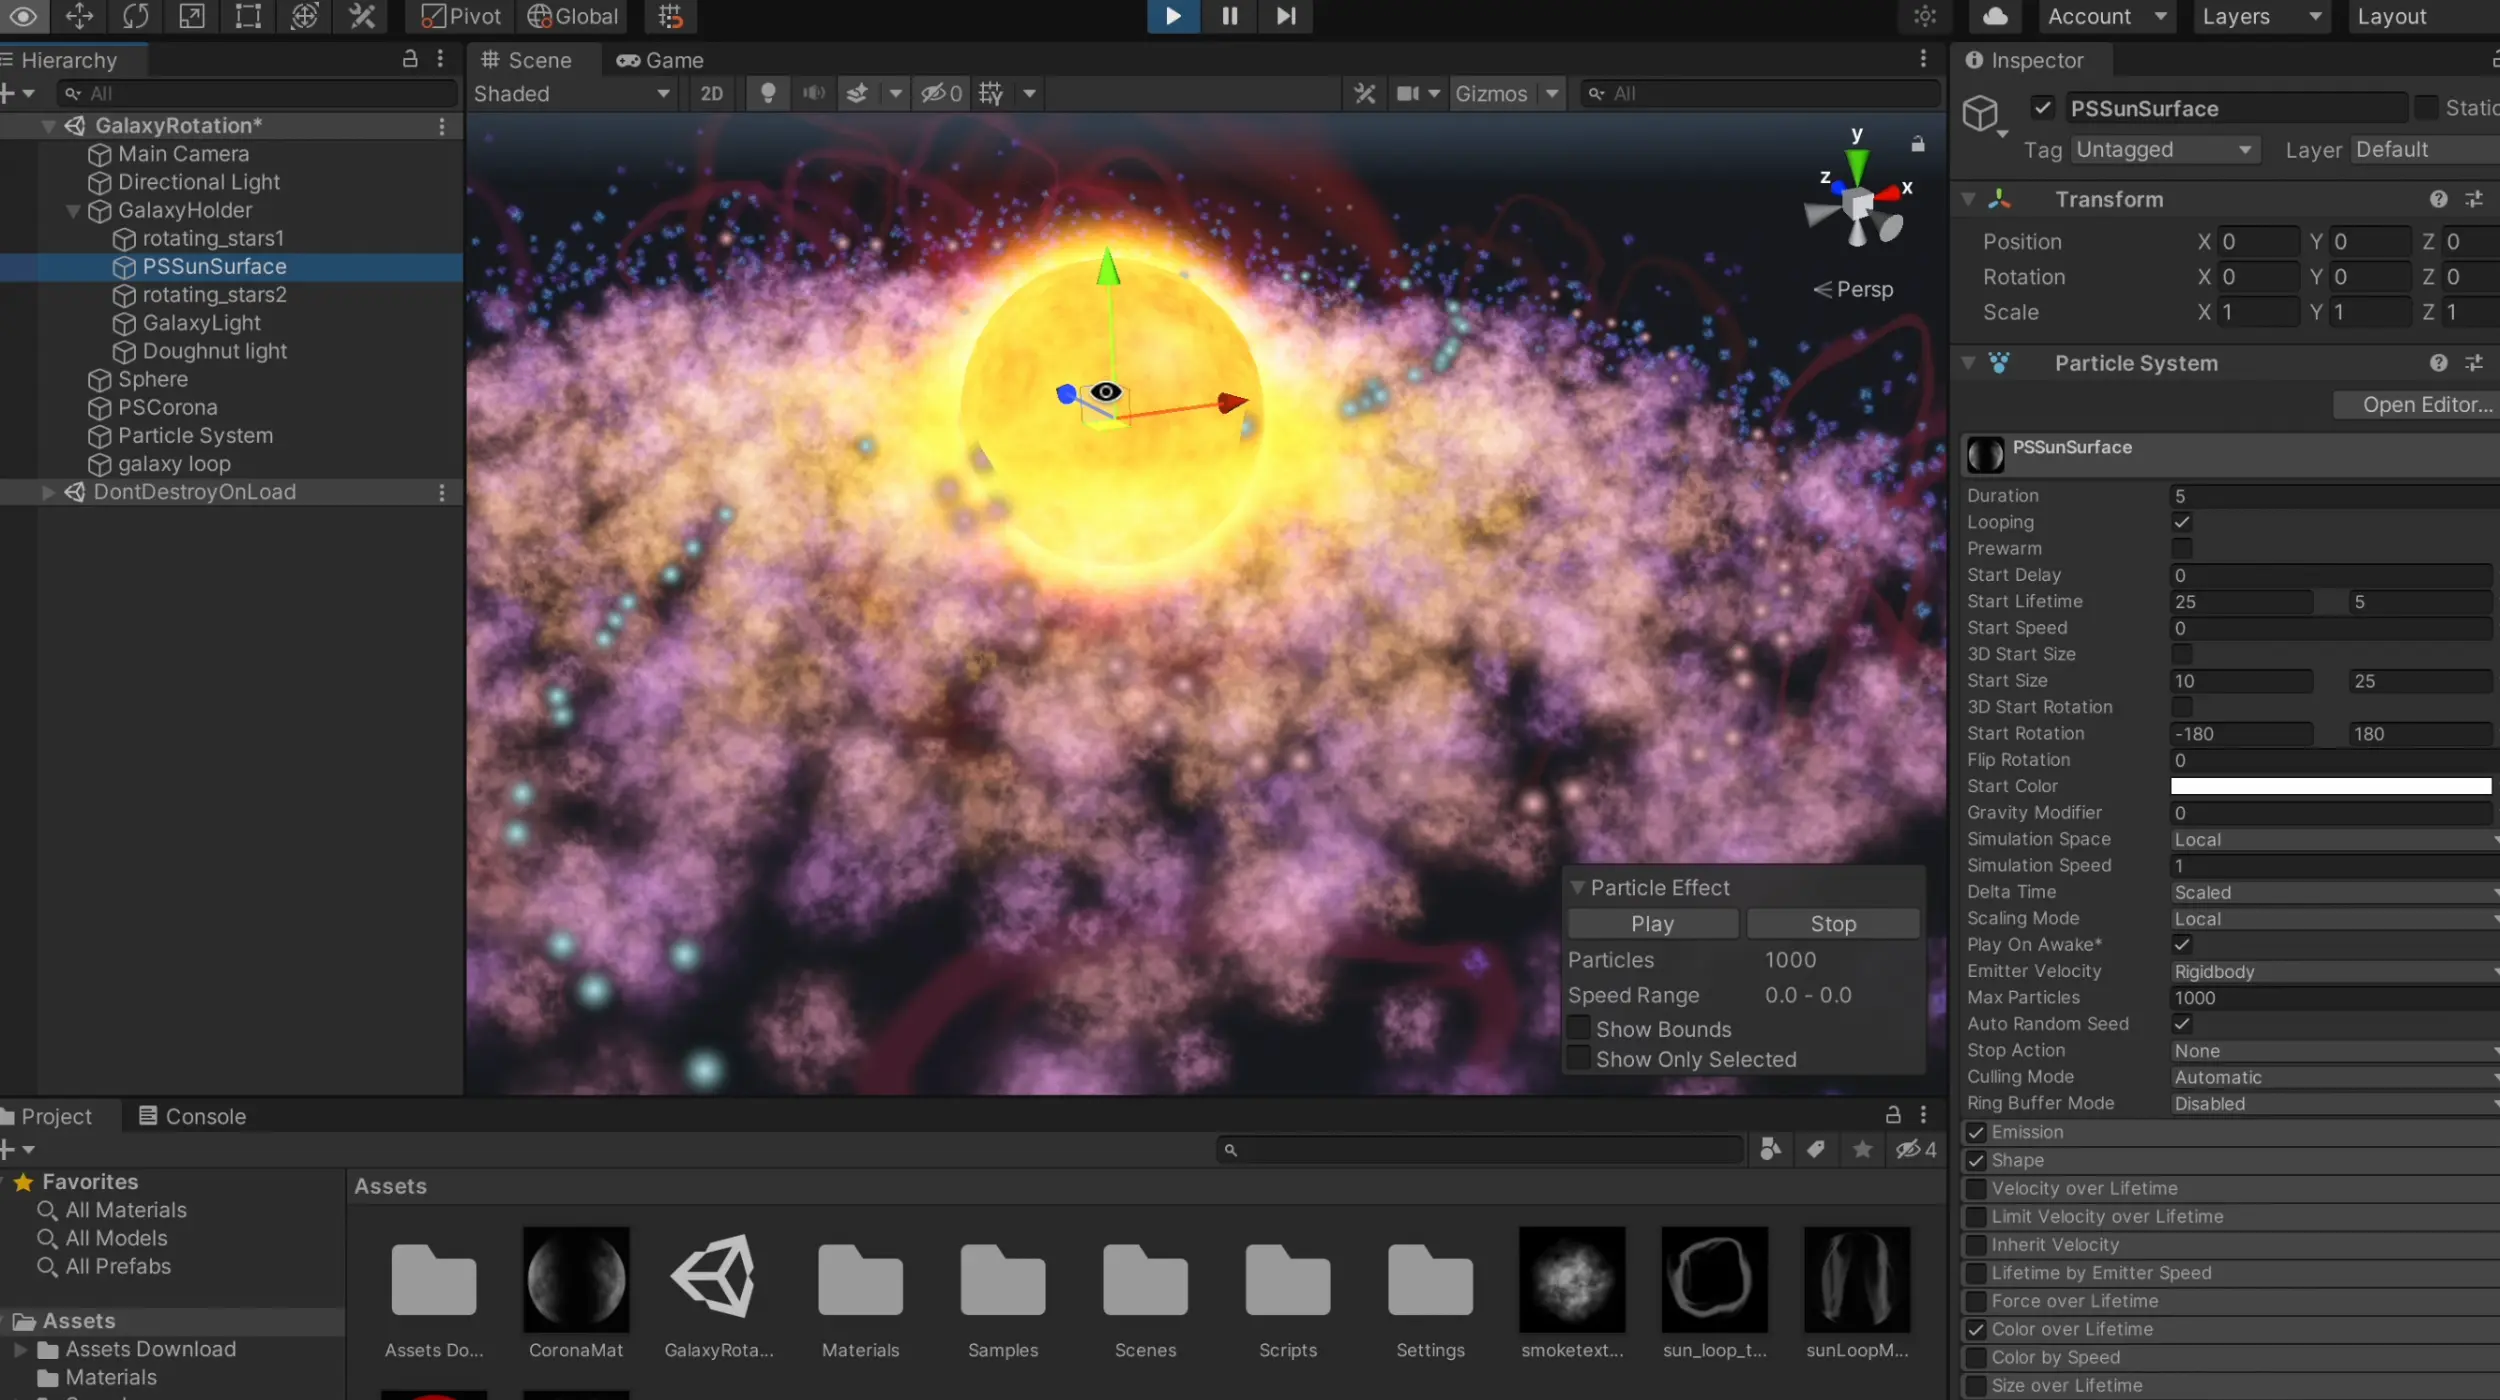 Pivot Global Account Layers Layout
Hierarchy
All
GalaxyRotation*
Main Camera
Directional Light
GalaxyHolder
rotating_stars1
PSSunSurface
rotating_stars2
GalaxyLight
Doughnut light
Sphere
PSCorona
Particle System
galaxy loop
DontDestroyOnLoad
Scene Game
Shaded 2D 0 Gizmos All
y
z x
Persp
Particle Effect
Play Stop
Particles 1000
Speed Range 0.0 - 0.0
Show Bounds
Show Only Selected
Inspector
PSSunSurface Static
Tag Untagged Layer Default
Transform
Position X 0 Y 0 Z 0
Rotation X 0 Y 0 Z 0
Scale X 1 Y 1 Z 1
Particle System
Open Editor...
PSSunSurface
Duration 5
Looping
Prewarm
Start Delay 0
Start Lifetime 25 5
Start Speed 0
3D Start Size
Start Size 10 25
3D Start Rotation
Start Rotation -180 180
Flip Rotation 0
Start Color
Gravity Modifier 0
Simulation Space Local
Simulation Speed 1
Delta Time Scaled
Scaling Mode Local
Play On Awake*
Emitter Velocity Rigidbody
Max Particles 1000
Auto Random Seed
Stop Action None
Culling Mode Automatic
Ring Buffer Mode Disabled
Emission
Shape
Velocity over Lifetime
Limit Velocity over Lifetime
Inherit Velocity
Lifetime by Emitter Speed
Force over Lifetime
Color over Lifetime
Color by Speed
Size over Lifetime
Project Console
4
Favorites
All Materials
All Models
All Prefabs
Assets
Assets Download
Materials
Assets
Assets Do... CoronaMat GalaxyRota... Materials Samples Scenes Scripts Settings smoketext... sun_loop_t... sunLoopM...